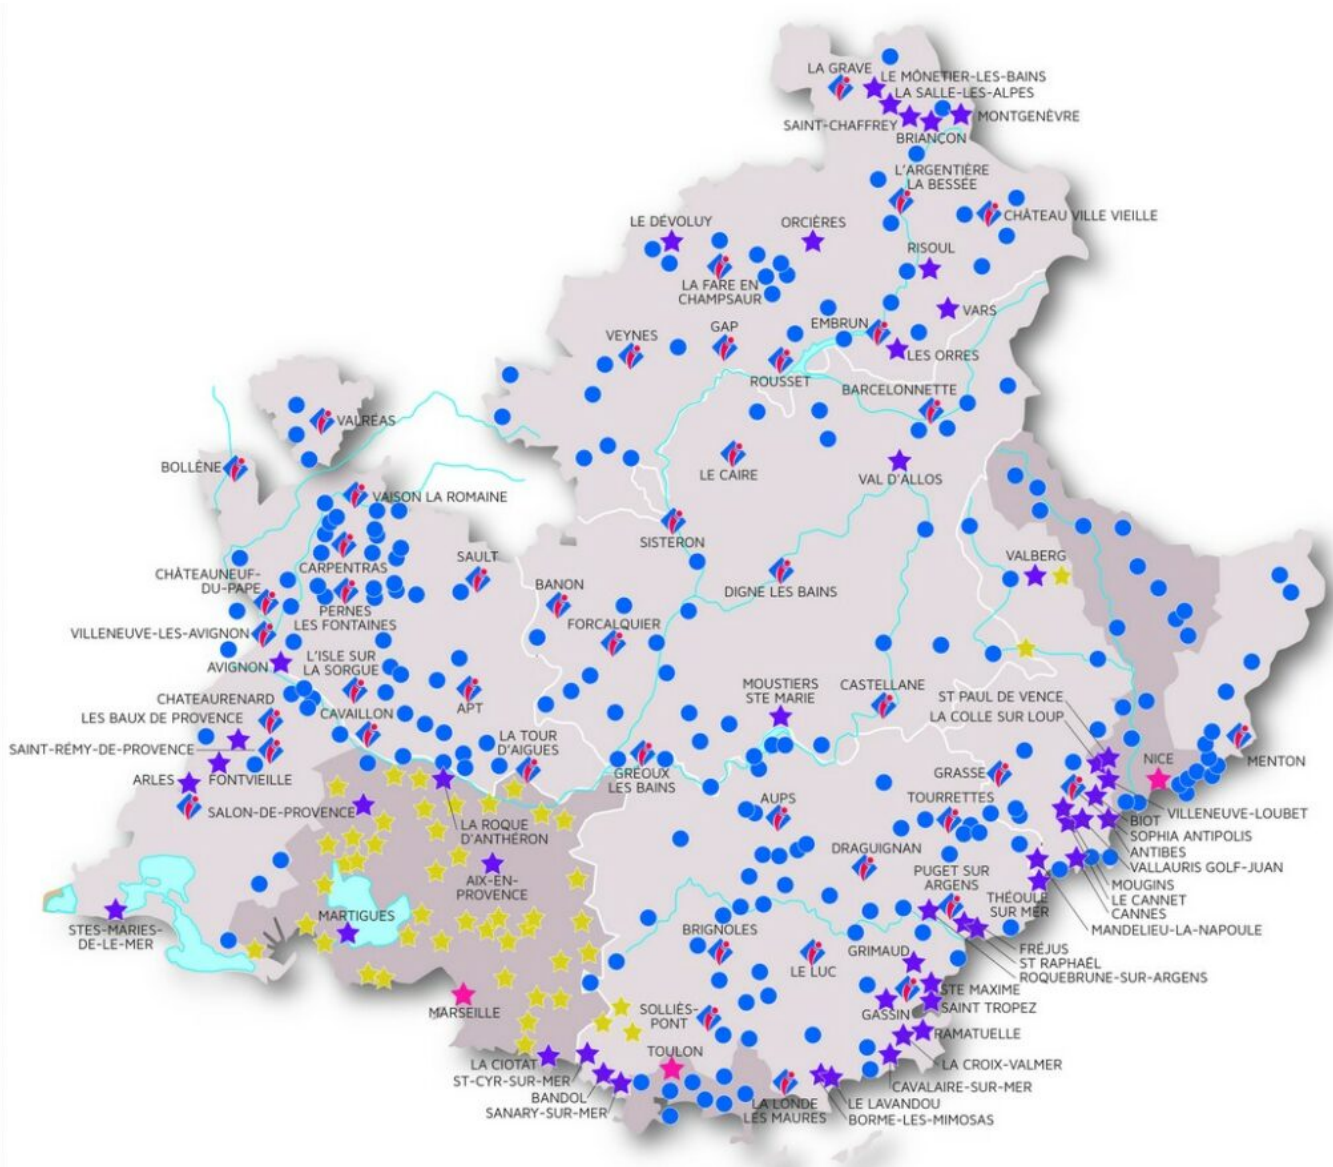 LA GRAVE
LE MÔNETIER-LES-BAINS
LA SALLE-LES-ALPES
SAINT-CHAFFREY
MONTGENÈVRE
BRIANÇON
L'ARGENTIÈRE
LA BESSÉE
CHÂTEAU VILLE VIEILLE
LE DÉVOLUY
ORCIÈRES
RISOUL
LA FARE EN
CHAMPSAUR
VARS
VEYNES
GAP
EMBRUN
LES ORRES
ROUSSET
BARCELONNETTE
VALRÉAS
BOLLÈNE
LE CAIRE
VAL D'ALLOS
VAISON LA ROMAINE
SISTERON
CARPENTRAS
SAULT
VALBERG
CHÂTEAUNEUF-
DU-PAPE
BANON
DIGNE LES BAINS
PERNES
LES FONTAINES
FORCALQUIER
VILLENEUVE-LES-AVIGNON
L'ISLE SUR
LA SORGUE
AVIGNON
MOUSTIERS
STE MARIE
CASTELLANE
ST PAUL DE VENCE
CHATEAURENARD
CAVAILLON
APT
LES BAUX DE PROVENCE
LA COLLE SUR LOUP
LA TOUR
D'AIGUES
SAINT-RÉMY-DE-PROVENCE
ARLES
FONTVIEILLE
GRÉOUX
LES BAINS
GRASSE
NICE
MENTON
SALON-DE-PROVENCE
AUPS
TOURRETTES
VILLENEUVE-LOUBET
LA ROQUE
D'ANTHÉRON
BIOT
SOPHIA ANTIPOLIS
ANTIBES
VALLAURIS GOLF-JUAN
DRAGUIGNAN
AIX-EN-
PROVENCE
PUGET SUR
ARGENS
MOUGINS
LE CANNET
CANNES
THÉOULE
SUR MER
MANDELIEU-LA-NAPOULE
MARTIGUES
STES-MARIES-
DE-LE-MER
BRIGNOLES
LE LUC
GRIMAUD
FRÉJUS
ST RAPHAËL
ROQUEBRUNE-SUR-ARGENS
STE MAXIME
SAINT TROPEZ
GASSIN
MARSEILLE
SOLLIÈS-
PONT
RAMATUELLE
TOULON
LA CIOTAT
LA CROIX-VALMER
ST-CYR-SUR-MER
CAVALAIRE-SUR-MER
BANDOL
SANARY-SUR-MER
LA LONDE
LES MAURES
LE LAVANDOU
BORME-LES-MIMOSAS